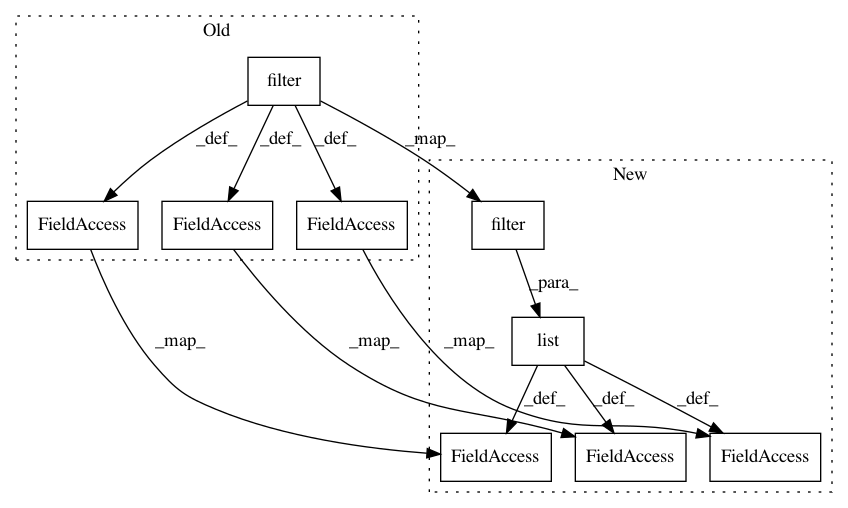 Old
filter
_def_ _def_ _def_ _map_
New
FieldAccess FieldAccess FieldAccess filter
_para_
_map_ _map_ _map_ list
_def_ _def_ _def_
FieldAccess FieldAccess FieldAccess